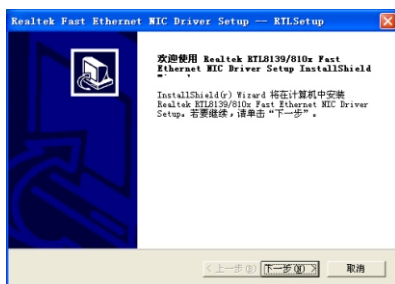 Realtek Fast Ethernet NIC Driver Setup -- RTLSetup
欢迎使用 Realtek RTL8139/810x Fast
Ethernet NIC Driver Setup InstallShield
InstallShield(r) Wizard 将在计算机中安装
Realtek RTL8139/810x Fast Ethernet NIC Driver
Setup。若要继续，请单击“下一步”。
<上一步(B) 下一步(N)> 取消